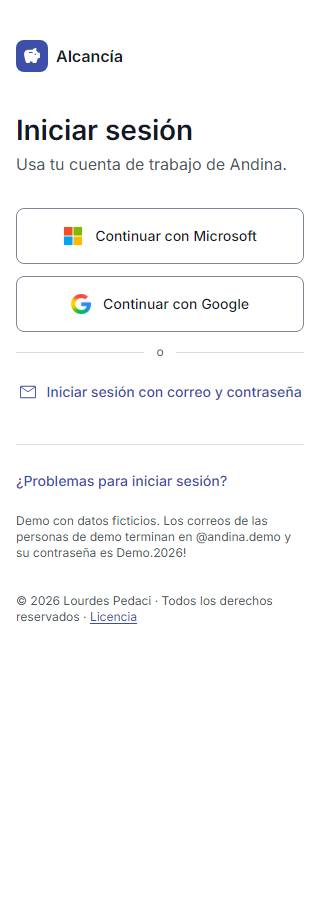 Alcancía
Iniciar sesión
Usa tu cuenta de trabajo de Andina.
Continuar con Microsoft
Continuar con Google
o
Iniciar sesión con correo y contraseña
¿Problemas para iniciar sesión?
Demo con datos ficticios. Los correos de las
personas de demo terminan en @andina.demo y
su contraseña es Demo.2026!
© 2026 Lourdes Pedaci · Todos los derechos
reservados · Licencia